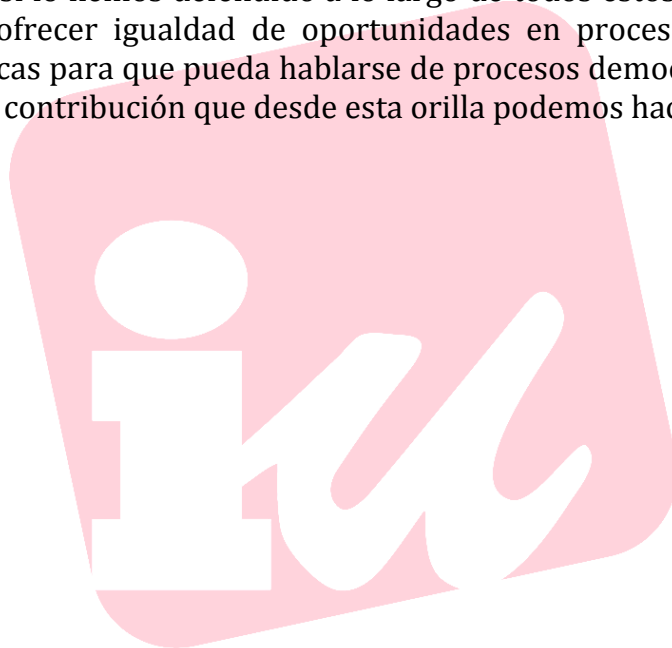 ofrecer igualdad de oportunidades en proces
cas para que pueda hablarse de procesos demo
contribución que desde esta orilla podemos hac
iu